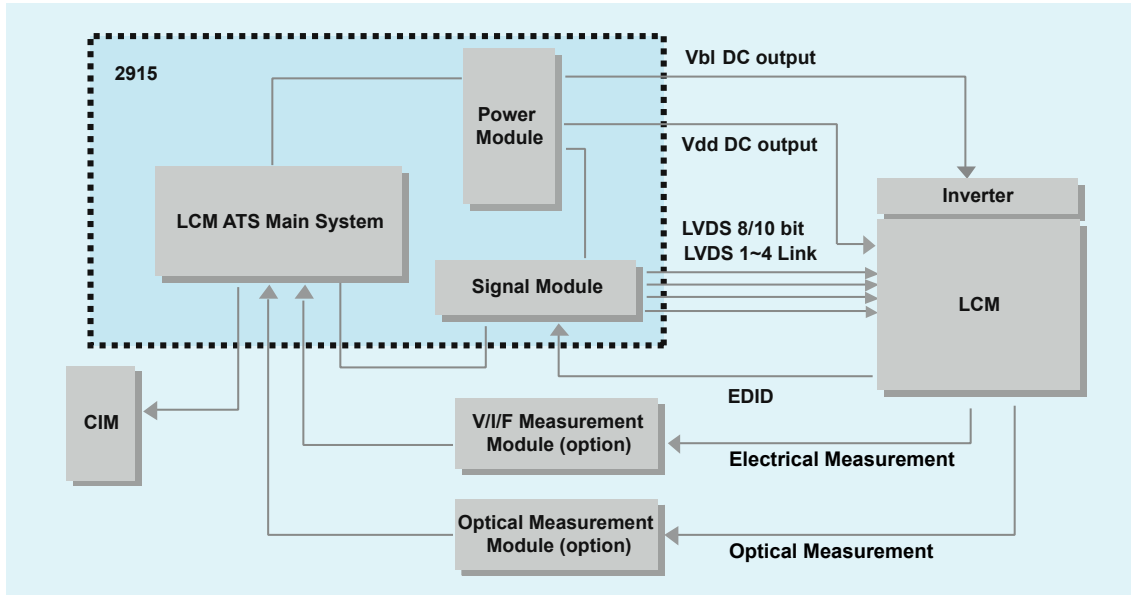 2915
Vbl DC output
Power
Module
Vdd DC output
LCM ATS Main System
Inverter
LVDS 8/10 bit
LVDS 1~4 Link
Signal Module
LCM
EDID
CIM
V/I/F Measurement
Module (option)
Electrical Measurement
Optical Measurement
Module (option)
Optical Measurement